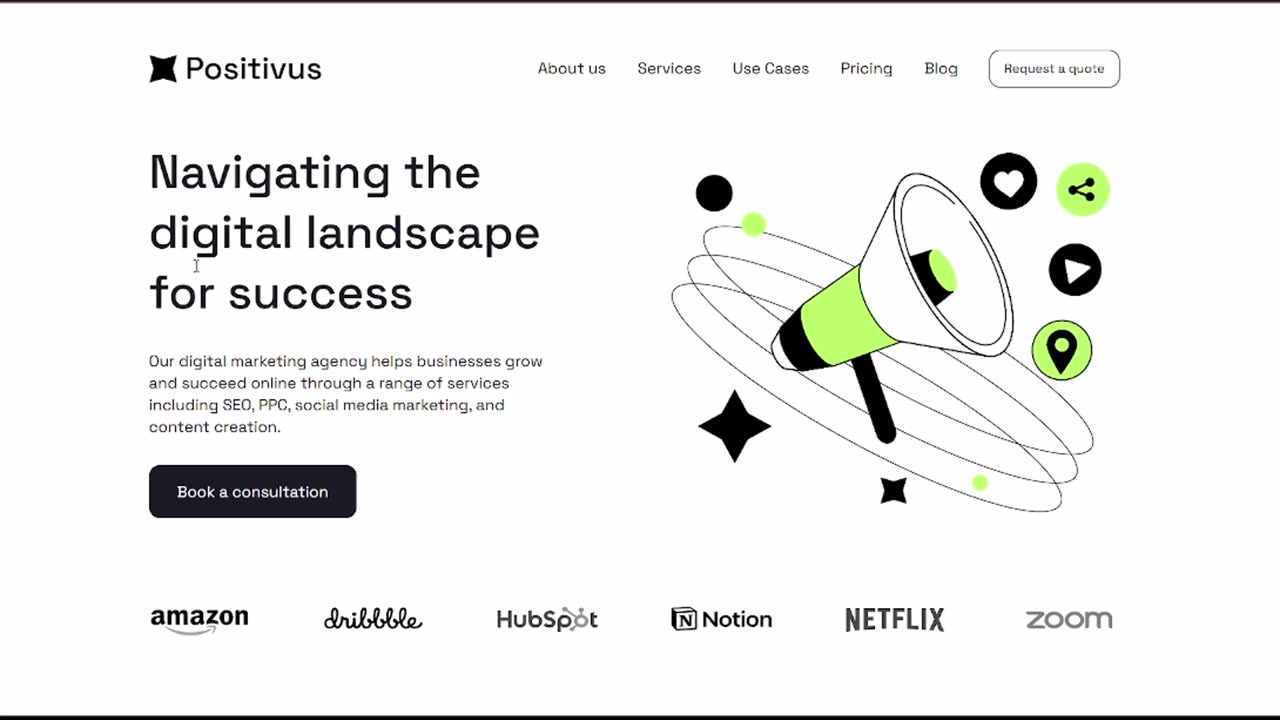 Positivus
About us
Services
Use Cases
Pricing
Blog
Request a quote
Navigating the
digital landscape
for success
Our digital marketing agency helps businesses grow
and succeed online through a range of services
including SEO, PPC, social media marketing, and
content creation.
Book a consultation
amazon
dribbble
HubSpot
N Notion
NETFLIX
zoom